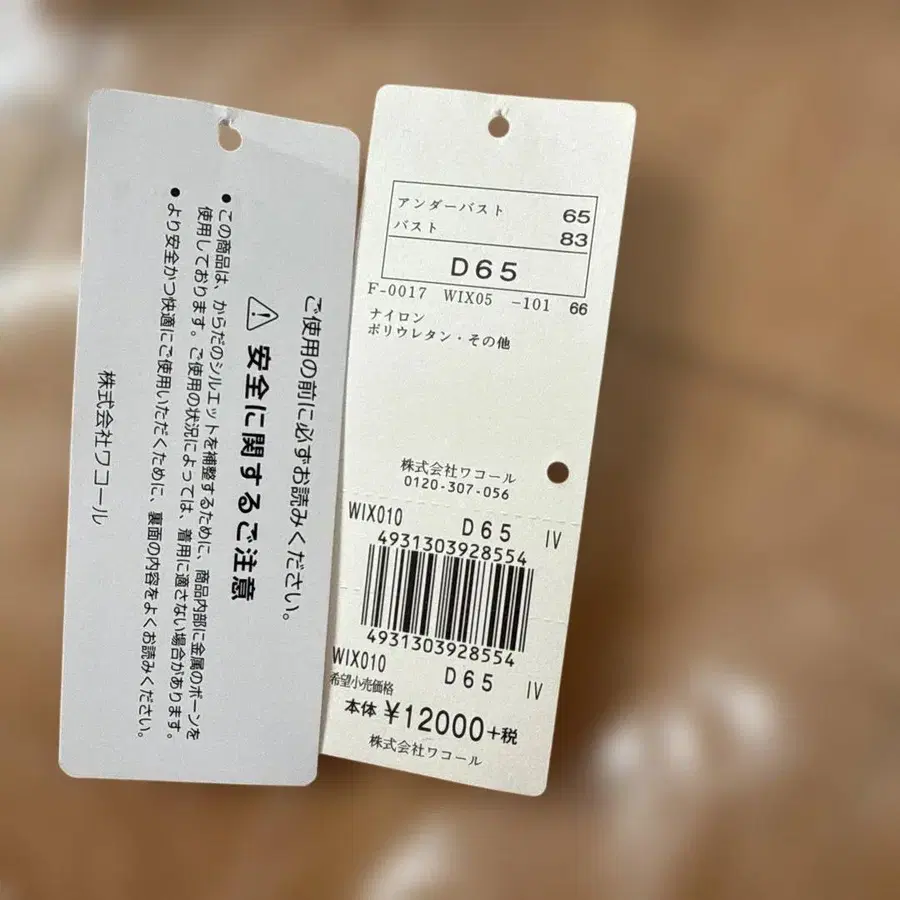 ご使用の前に必ずお読みください。
⚠ 安全に関するご注意
● この商品は、からだのシルエットを補整するために、商品内部に金属のボーンを
使用しております。ご使用の状況によっては、着用に適さない場合があります。
● より安全かつ快適にご使用いただくために、裏面の内容をよくお読みください。
株式会社ワコール
アンダーバスト 65
バスト 83
D65
F-0017 WIX05 -101 66
ナイロン
ポリウレタン・その他
株式会社ワコール
0120-307-056
WIX010 D65 IV
4931303928554
4931303928554
WIX010 D65 IV
希望小売価格
本体 ¥12000+税
株式会社ワコール